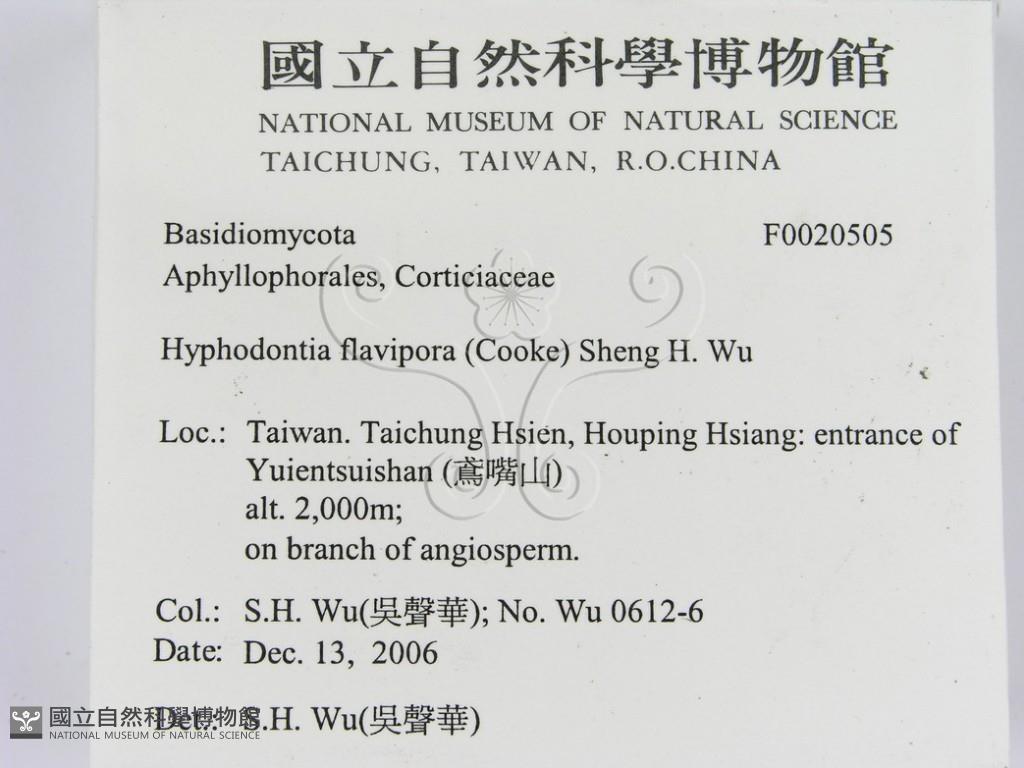 國立自然科學博物館
NATIONAL MUSEUM OF NATURAL SCIENCE
TAICHUNG, TAIWAN, R.O.CHINA
Basidiomycota F0020505
Aphyllophorales, Corticiaceae
Hyphodontia flavipora (Cooke) Sheng H. Wu
Loc.: Taiwan. Taichung Hsien, Houping Hsiang: entrance of
Yuientsuishan (鳶嘴山)
alt. 2,000m;
on branch of angiosperm.
Col.: S.H. Wu(吳聲華); No. Wu 0612-6
Date: Dec. 13, 2006
Det.: S.H. Wu(吳聲華)
國立自然科學博物館
NATIONAL MUSEUM OF NATURAL SCIENCE